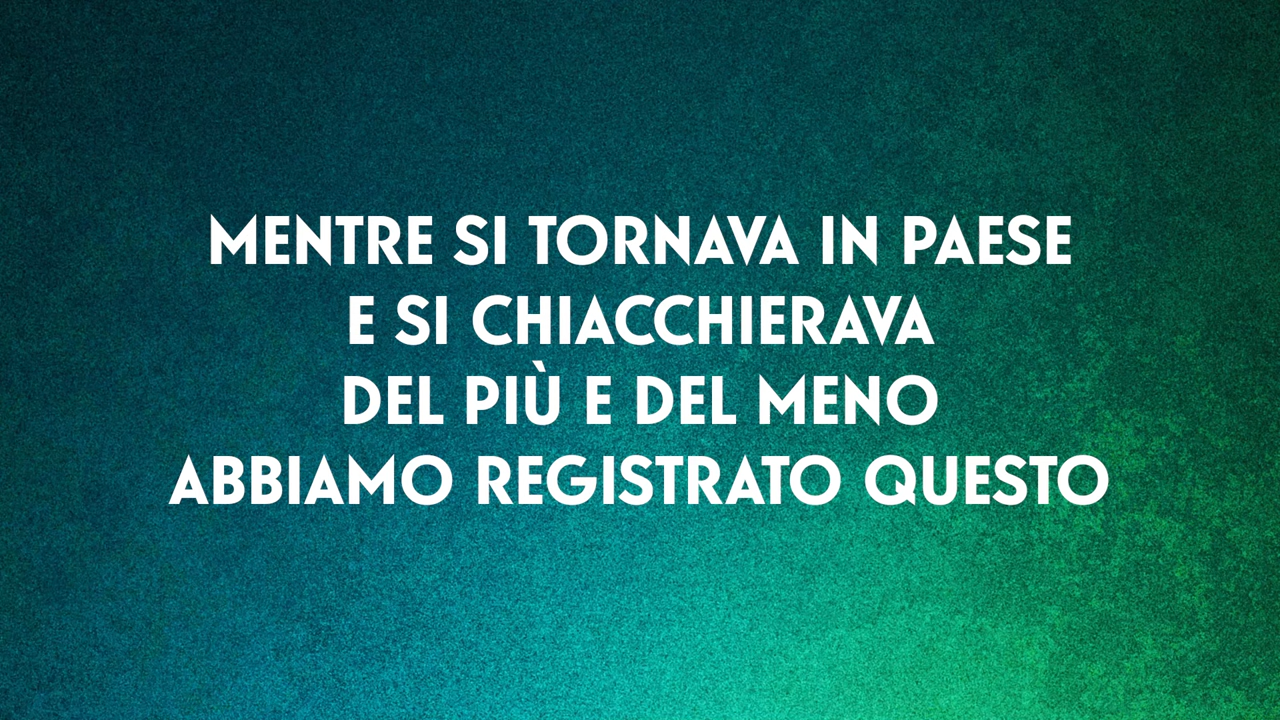 MENTRE SI TORNAVA IN PAESE
E SI CHIACCHIERAVA
DEL PIÙ E DEL MENO
ABBIAMO REGISTRATO QUESTO